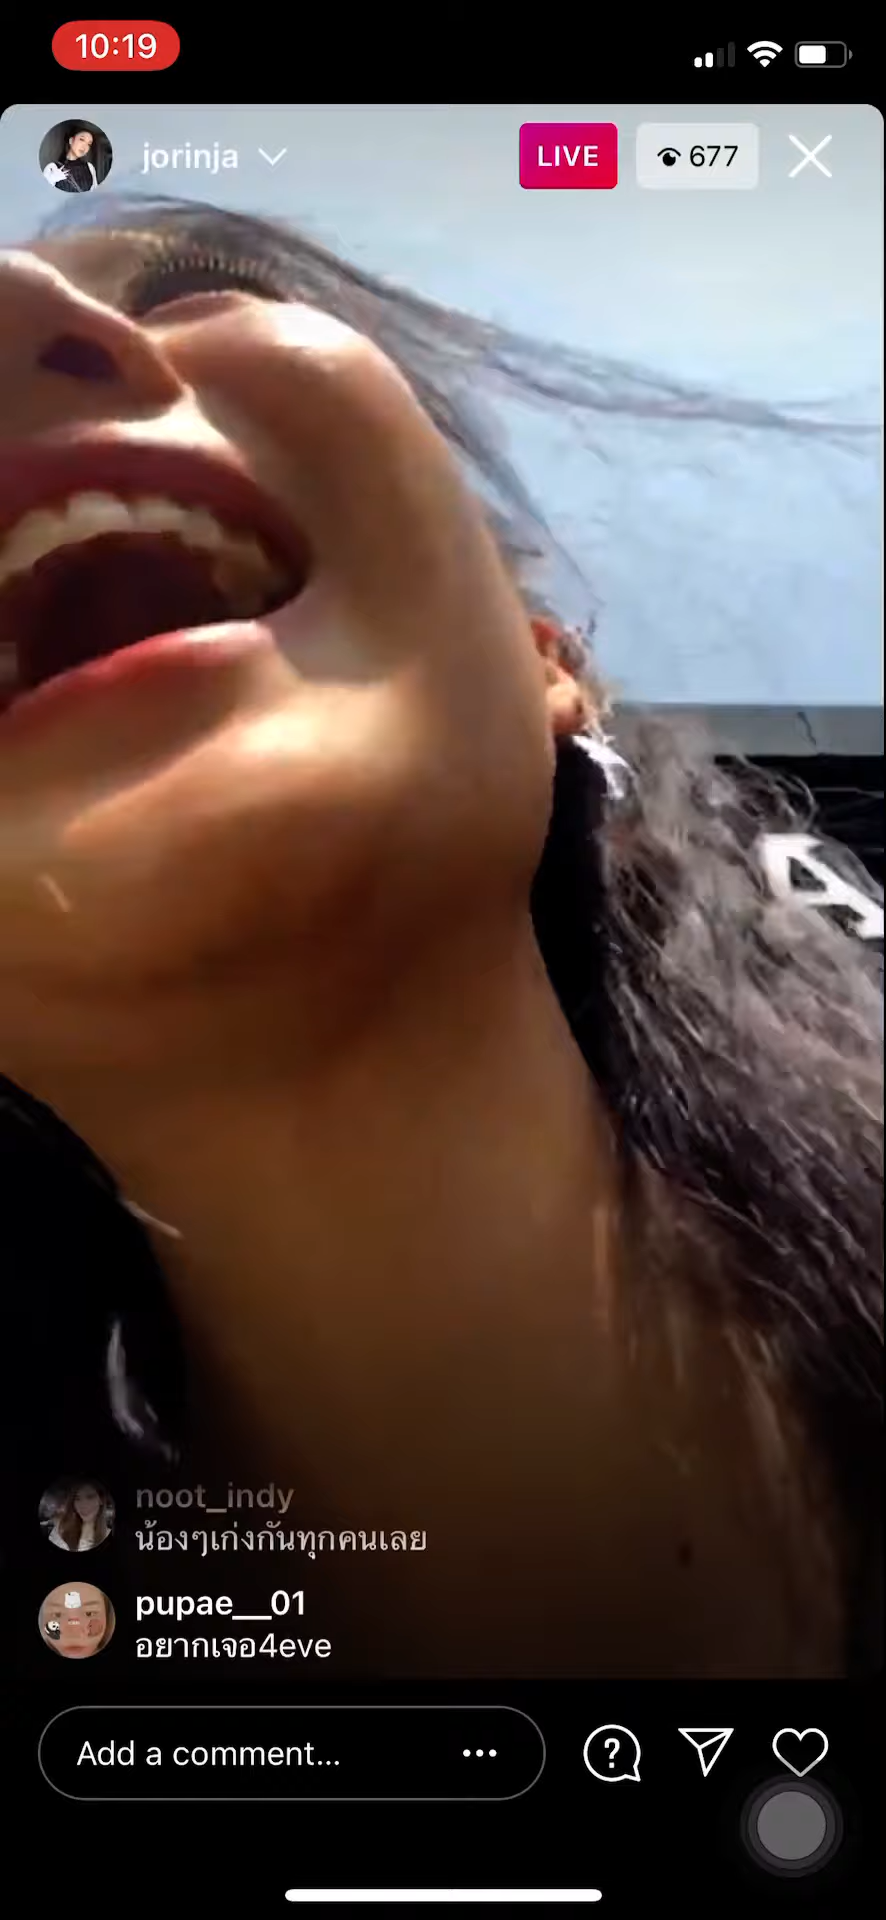 10:19
jorinja
LIVE
677
A
noot_indy
น้องๆเก่งกันทุกคนเลย
pupae__01
อยากเจอ4eve
Add a comment...